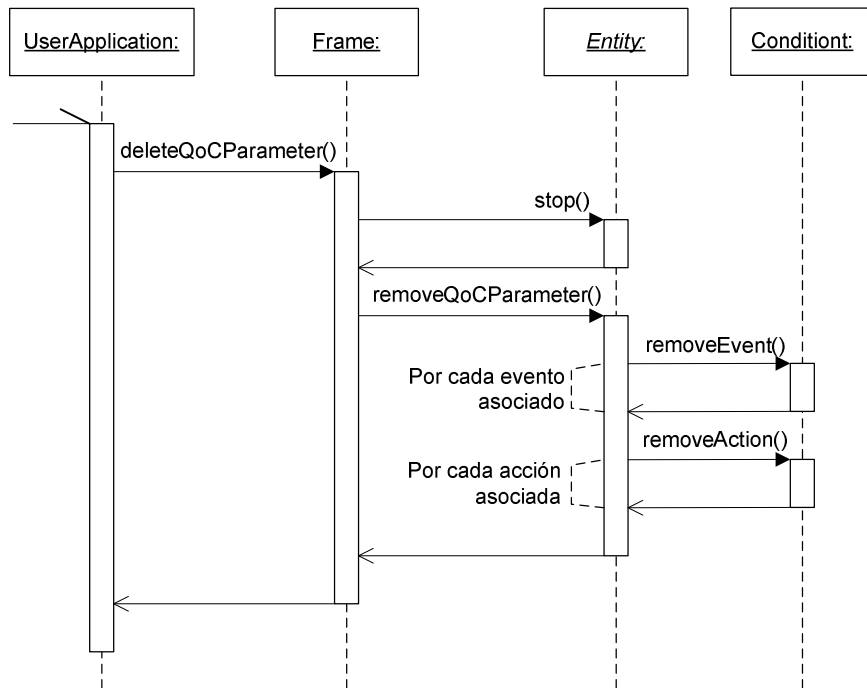 UserApplication:
Frame:
Entity:
Conditiont:
deleteQoCParameter()
stop()
removeQoCParameter()
removeEvent()
Por cada evento
asociado
removeAction()
Por cada acción
asociada